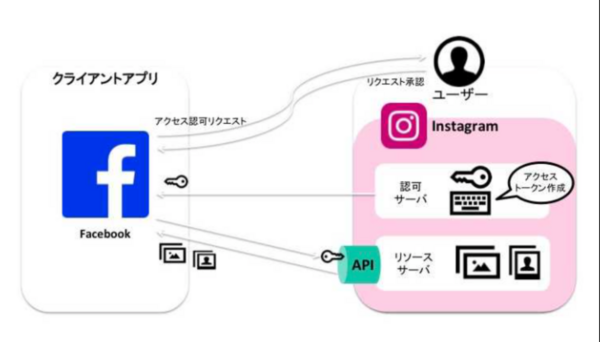 クライアントアプリ
アクセス認可リクエスト
リクエスト承認
ユーザー
Instagram
認可
サーバ
アクセス
トークン作成
Facebook
API
リソース
サーバ